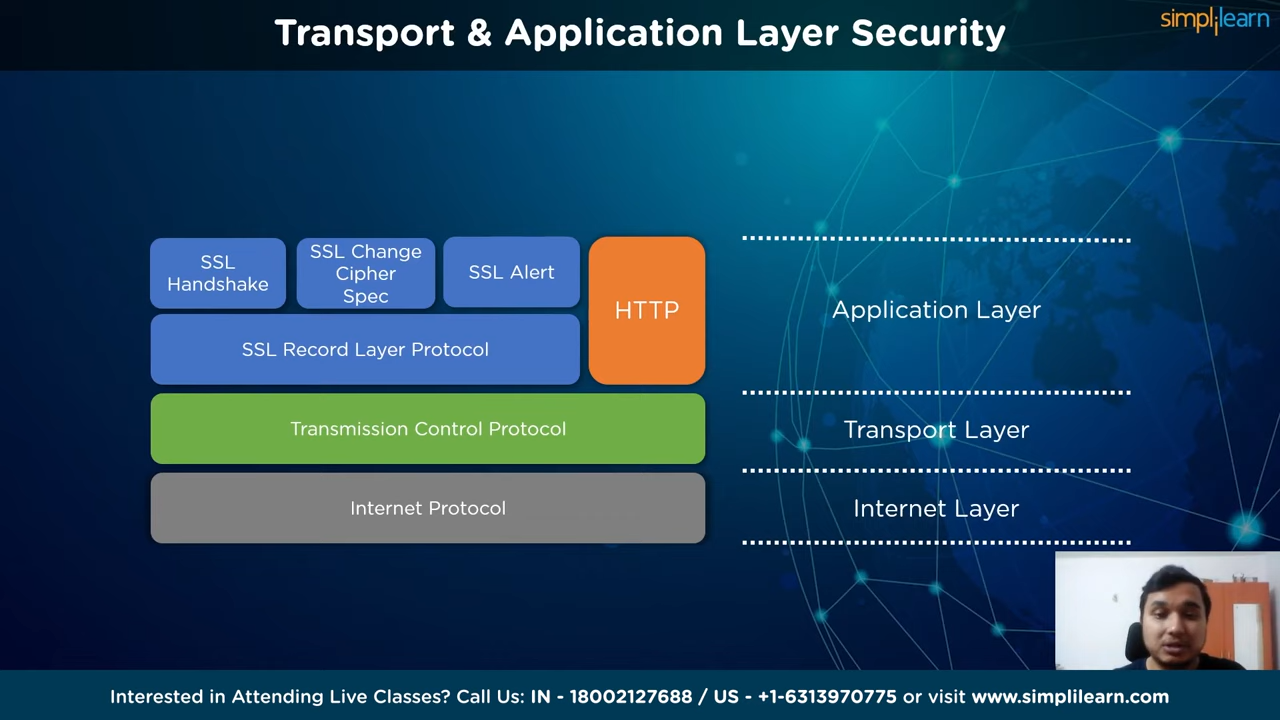 Transport & Application Layer Security
simplilearn
SSL
Handshake
SSL Change
Cipher
Spec
SSL Alert
HTTP
SSL Record Layer Protocol
Transmission Control Protocol
Internet Protocol
Application Layer
Transport Layer
Internet Layer
Interested in Attending Live Classes? Call Us: IN - 18002127688 / US - +1-6313970775 or visit www.simplilearn.com